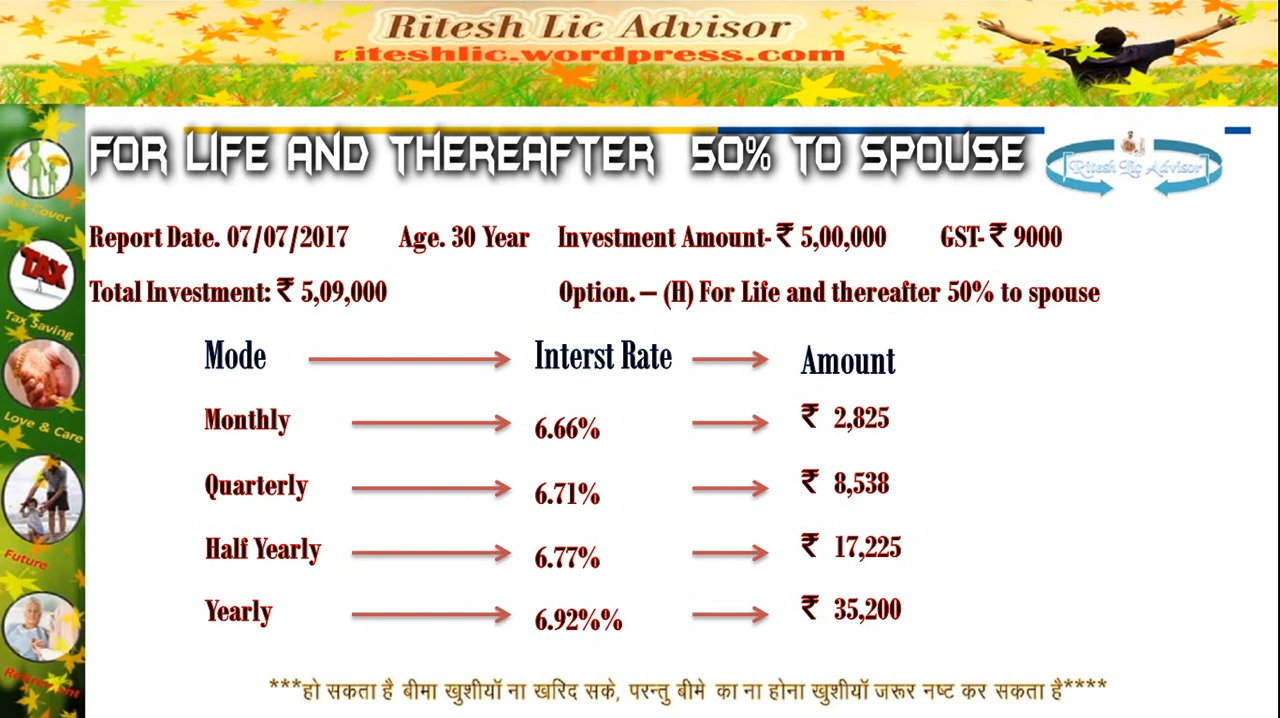 Ritesh Lic Advisor
riteshlic.wordpress.com
FOR LIFE AND THEREAFTER 50% TO SPOUSE
Ritesh Lic Advisor
Report Date. 07/07/2017 Age. 30 Year Investment Amount- ₹ 5,00,000 GST- ₹ 9000
Total Investment: ₹ 5,09,000 Option. – (H) For Life and thereafter 50% to spouse
Mode Interst Rate Amount
Monthly 6.66% ₹ 2,825
Quarterly 6.71% ₹ 8,538
Half Yearly 6.77% ₹ 17,225
Yearly 6.92%% ₹ 35,200
Risk Cover
TAX
Tax Saving
Love & Care
Future
Retirement
***हो सकता है बीमा खुशीयॉ ना खरिद सके, परन्तु बीमे का ना होना खुशीयॉ जरूर नष्ट कर सकता है****